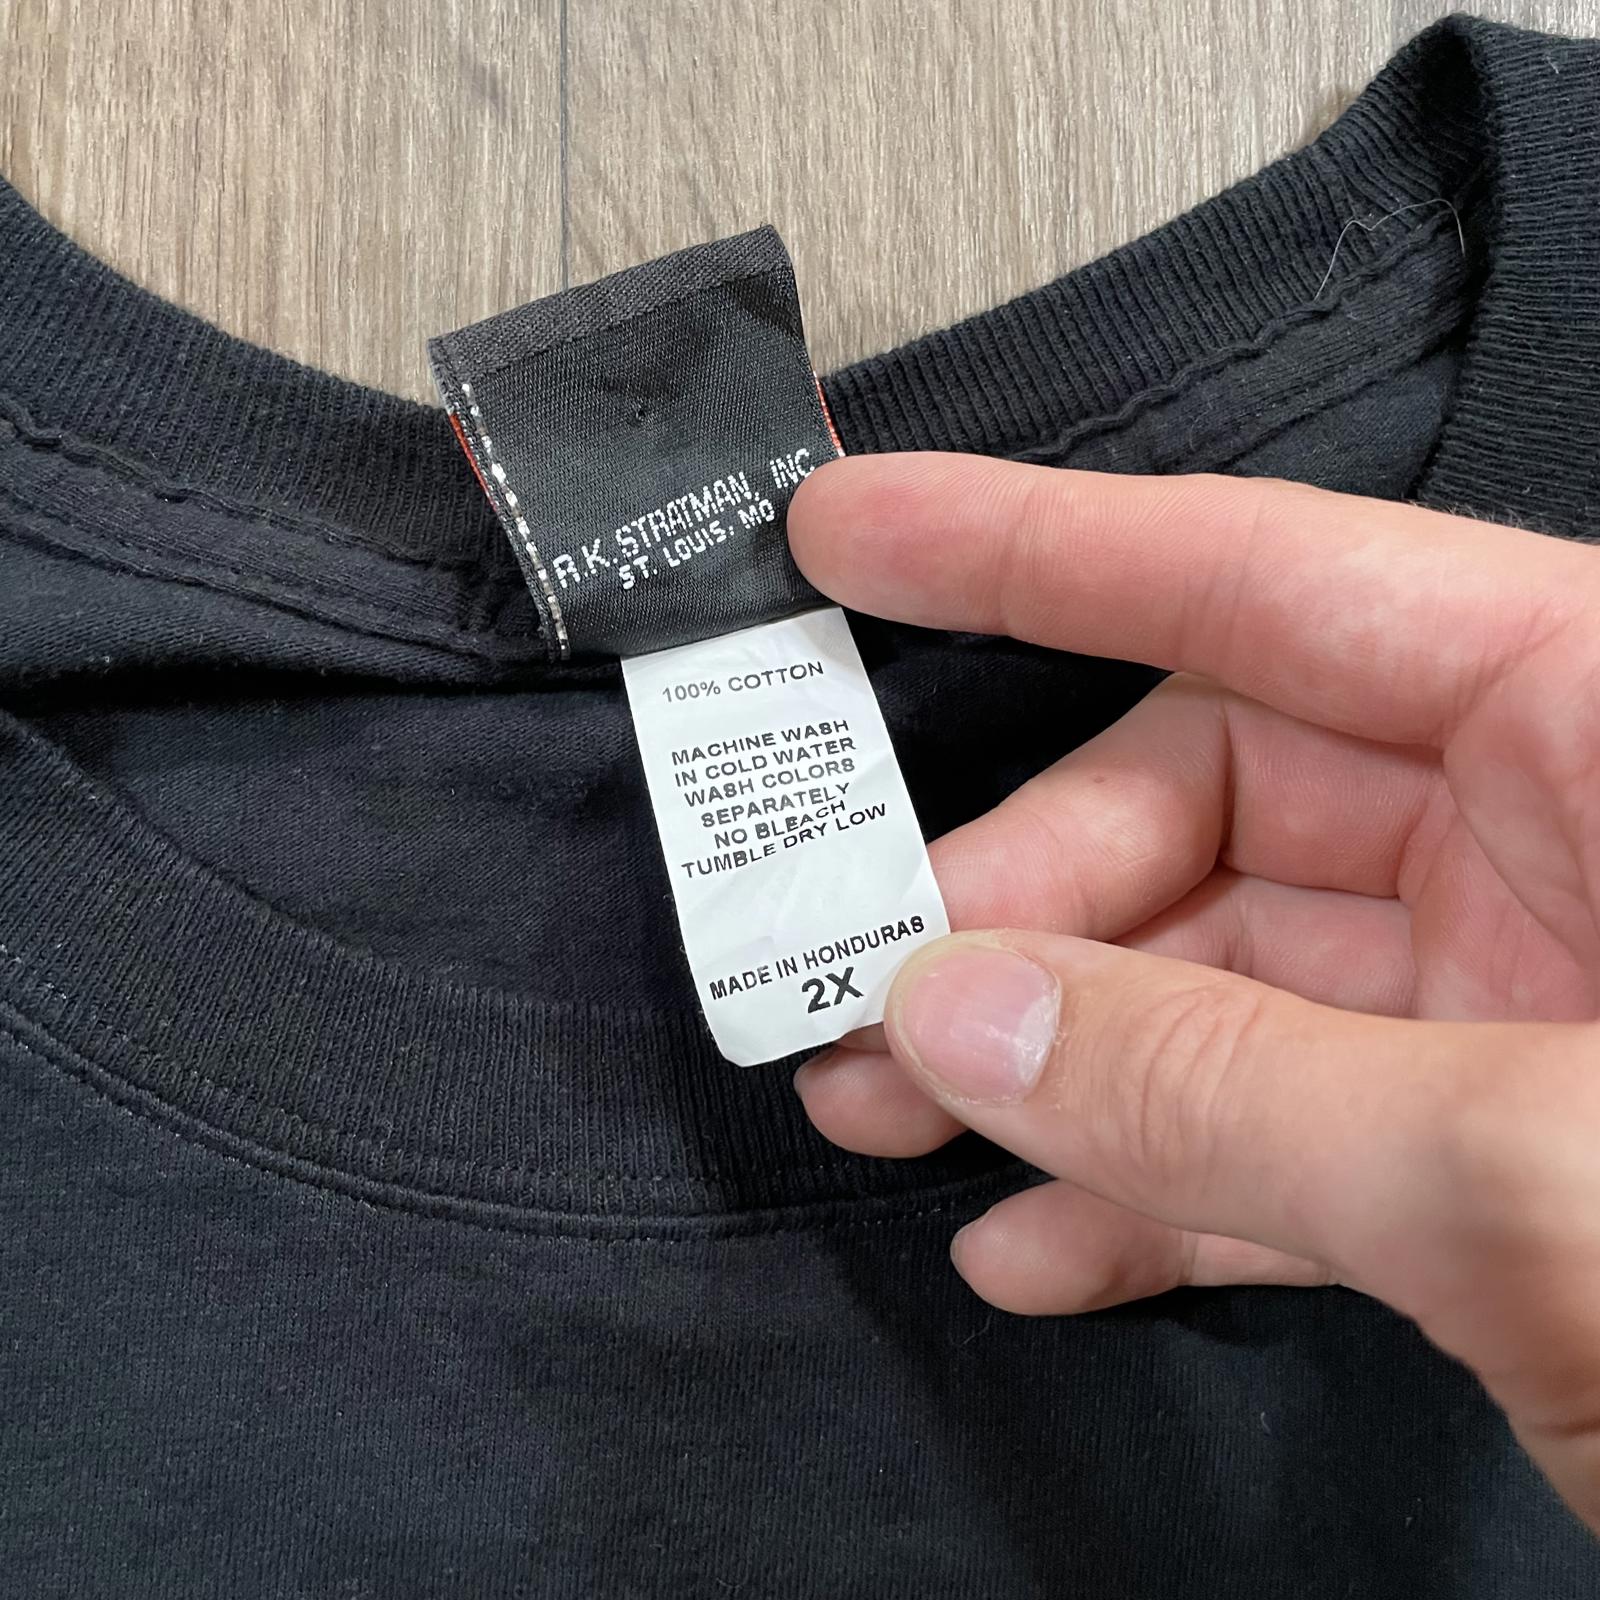 R.K. STRATMAN, INC.
ST. LOUIS, MO
100% COTTON
MACHINE WASH
IN COLD WATER
WASH COLORS
SEPARATELY
NO BLEACH
TUMBLE DRY LOW
MADE IN HONDURAS
2X